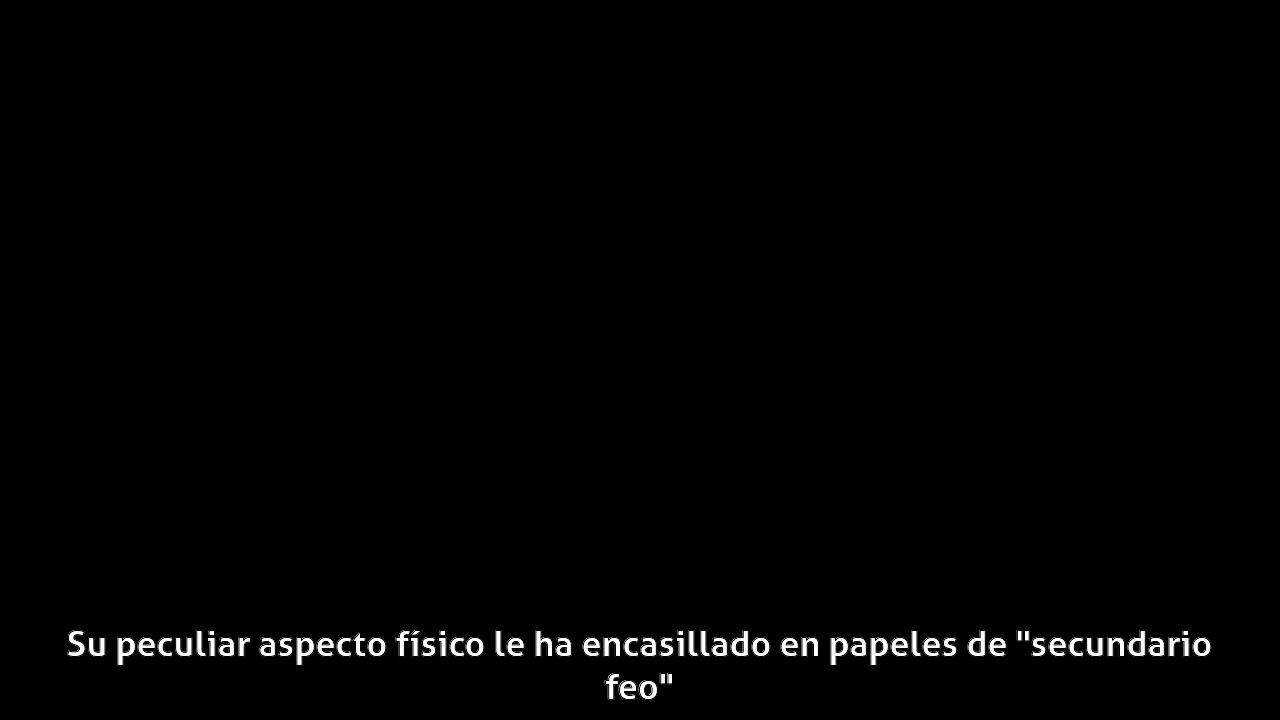 Su peculiar aspecto físico le ha encasillado en papeles de "secundario
feo"